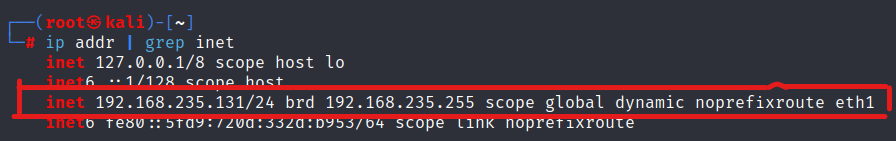 ┌──(root㉿kali)-[~]
└─# ip addr | grep inet
inet 127.0.0.1/8 scope host lo
inet6 ::1/128 scope host
inet 192.168.235.131/24 brd 192.168.235.255 scope global dynamic noprefixroute eth1
inet6 fe80::5fd9:720d:332d:b953/64 scope link noprefixroute